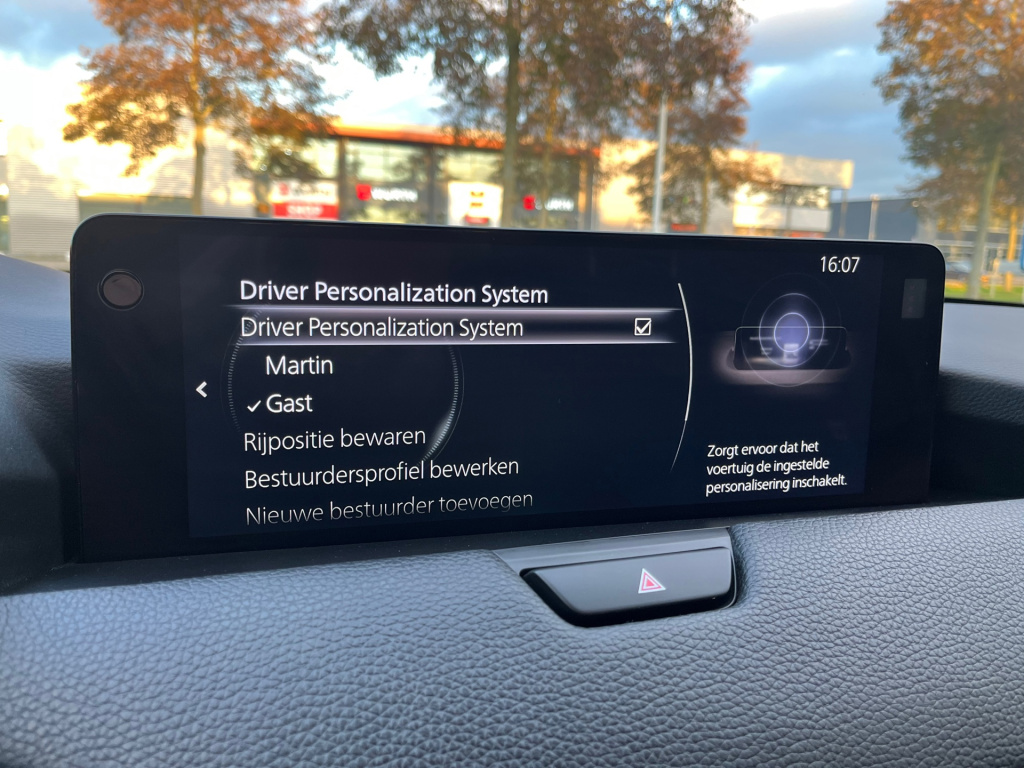 16:07
Driver Personalization System
Driver Personalization System
Martin
Gast
Rijpositie bewaren
Bestuurdersprofiel bewerken
Nieuwe bestuurder toevoegen
Zorgt ervoor dat het
voertuig de ingestelde
personalisering inschakelt.